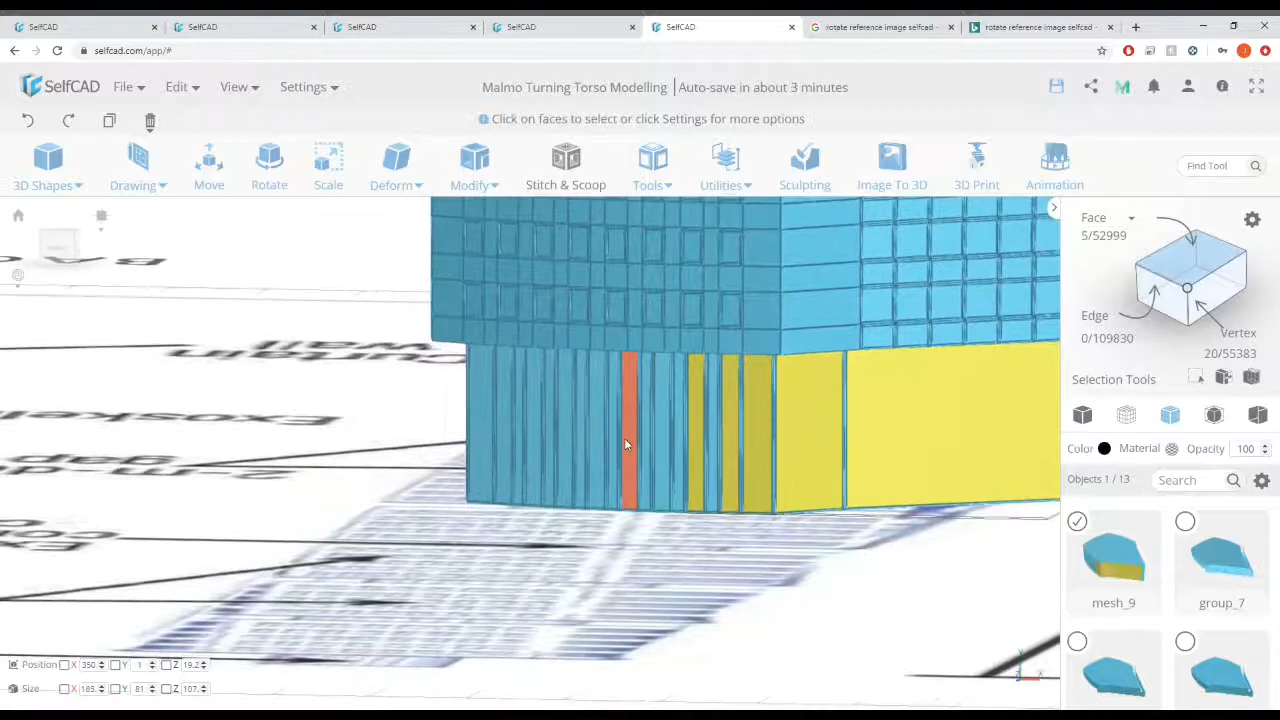 SelfCAD SelfCAD SelfCAD SelfCAD SelfCAD rotate reference image selfcad - rotate reference image selfcad -
selfcad.com/app/#
SelfCAD File Edit View Settings Malmo Turning Torso Modelling Auto-save in about 3 minutes
Click on faces to select or click Settings for more options
3D Shapes Drawing Move Rotate Scale Deform Modify Stitch & Scoop Tools Utilities Sculpting Image To 3D 3D Print Animation Find Tool
Face
5/52999
Edge
0/109830
Vertex
20/55383
Selection Tools
Color Material Opacity 100
Objects 1 / 13 Search
mesh_9 group_7
Position X 350 Y 1 Z 19.2
Size X 185. Y 81 Z 107.